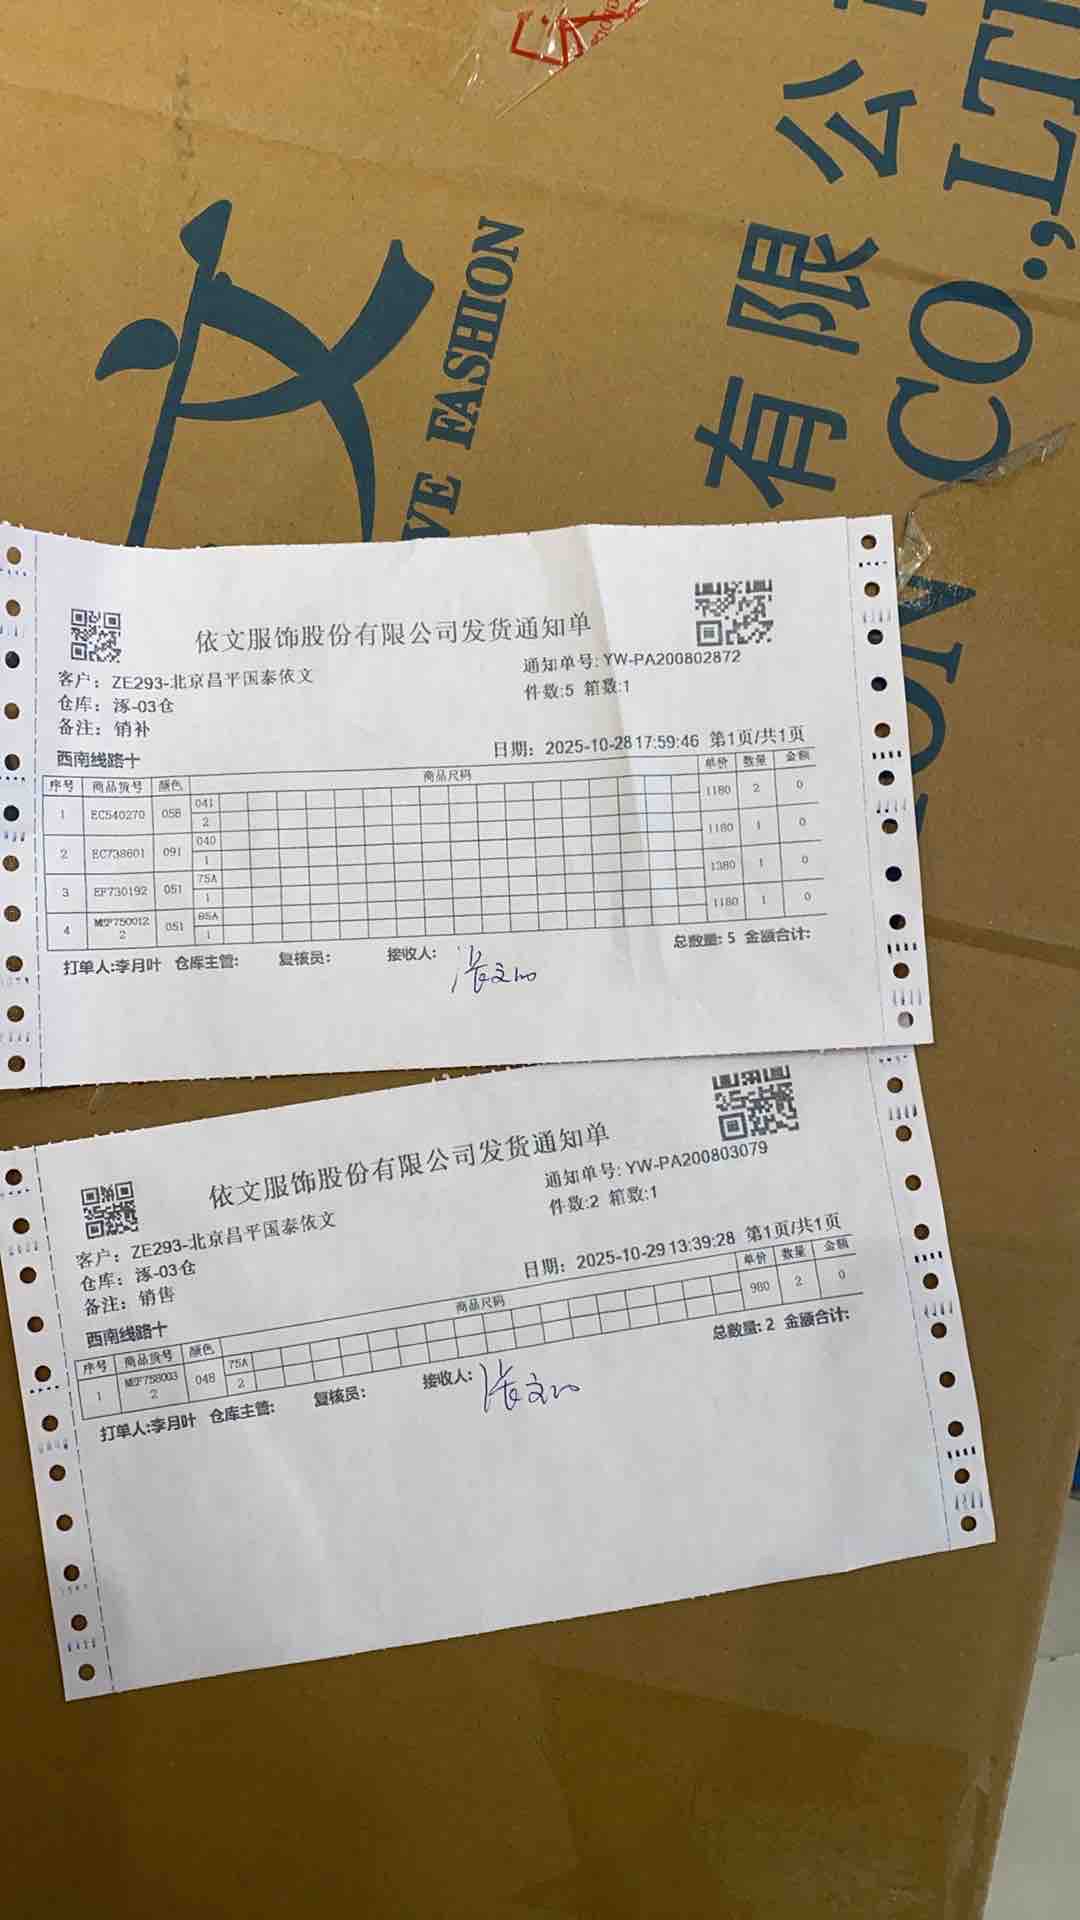 文
VE FASHION
有限公
CO.,LT
ON
依文服饰股份有限公司发货通知单
客户: ZE293-北京昌平国泰依文
通知单号: YW-PA200802872
仓库: 涿-03仓
件数:5 箱数:1
备注: 销补
西南线路十
日期: 2025-10-28 17:59:46 第1页/共1页
序号 商品货号 颜色 商品尺码 单价 数量 金额
1 EC540270 058 041 2 1180 2 0
2 EC738601 091 040 1 1180 1 0
3 EF730192 051 75A 1 1380 1 0
4 MEF7500122 051 85A 1 1180 1 0
总数量: 5 金额合计:
打单人:李月叶 仓库主管: 复核员: 接收人:
依文服饰股份有限公司发货通知单
客户: ZE293-北京昌平国泰依文
通知单号: YW-PA200803079
仓库: 涿-03仓
件数:2 箱数:1
备注: 销售
西南线路十
日期: 2025-10-29 13:39:28 第1页/共1页
序号 商品货号 颜色 商品尺码 单价 数量 金额
1 MEF7580032 048 75A 2 980 2 0
总数量: 2 金额合计:
打单人:李月叶 仓库主管: 复核员: 接收人: